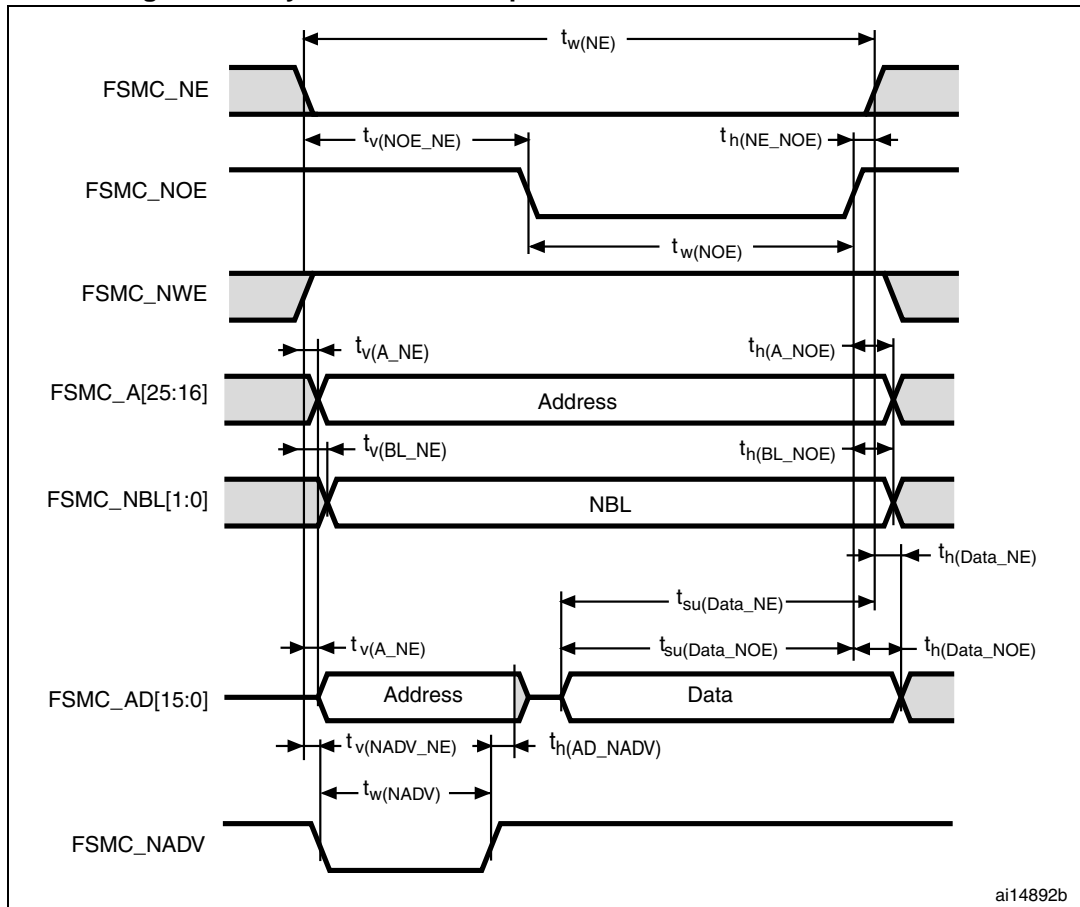 tw(NE)
FSMC_NE
tv(NOE_NE)
th(NE_NOE)
FSMC_NOE
tw(NOE)
FSMC_NWE
tv(A_NE)
th(A_NOE)
FSMC_A[25:16]
Address
tv(BL_NE)
th(BL_NOE)
FSMC_NBL[1:0]
NBL
th(Data_NE)
tsu(Data_NE)
tv(A_NE)
tsu(Data_NOE)
th(Data_NOE)
FSMC_AD[15:0]
Address
Data
tv(NADV_NE)
th(AD_NADV)
tw(NADV)
FSMC_NADV
ai14892b